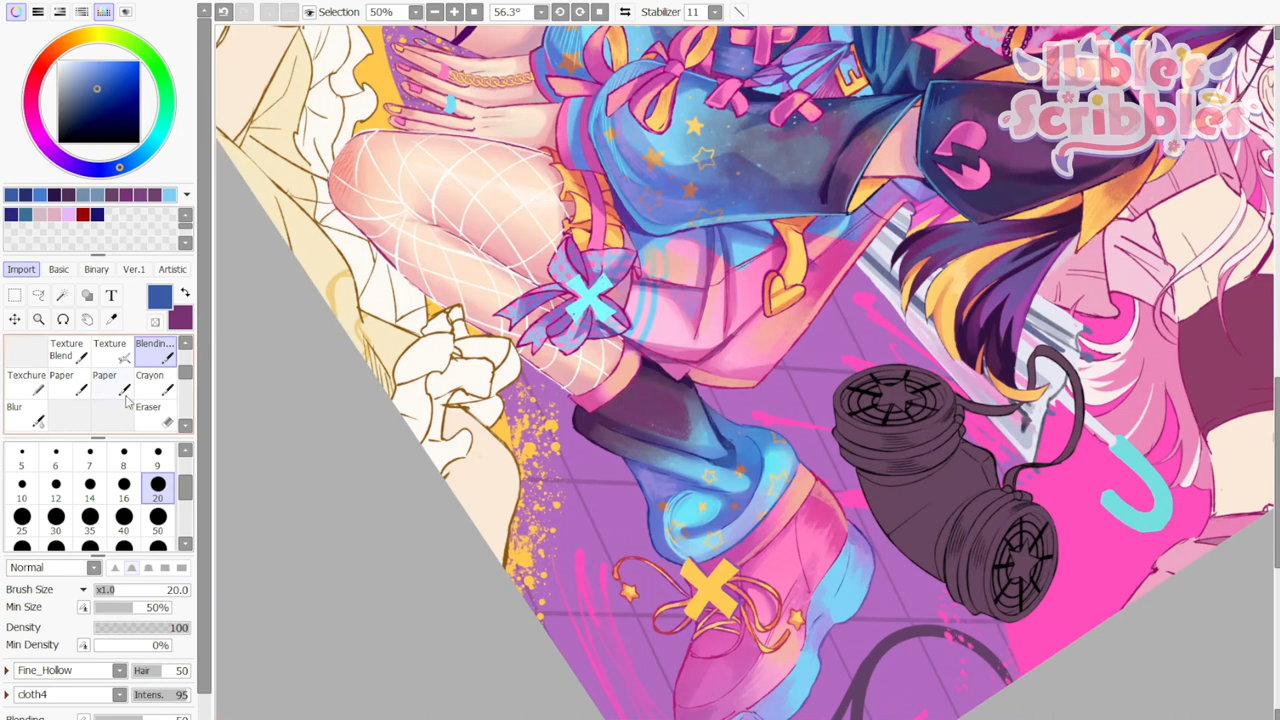 Selection 50% 56.3° Stabilizer 11
Ibble's
Scribbles
Import Basic Binary Ver.1 Artistic
T
Texture Texture Blendin...
Blend
Texchure Paper Paper Crayon
Blur Eraser
5 6 7 8 9
10 12 14 16 20
25 30 35 40 50
Normal
Brush Size x1.0 20.0
Min Size 50%
Density 100
Min Density 0%
Fine_Hollow Hair 50
cloth4 Intens. 95